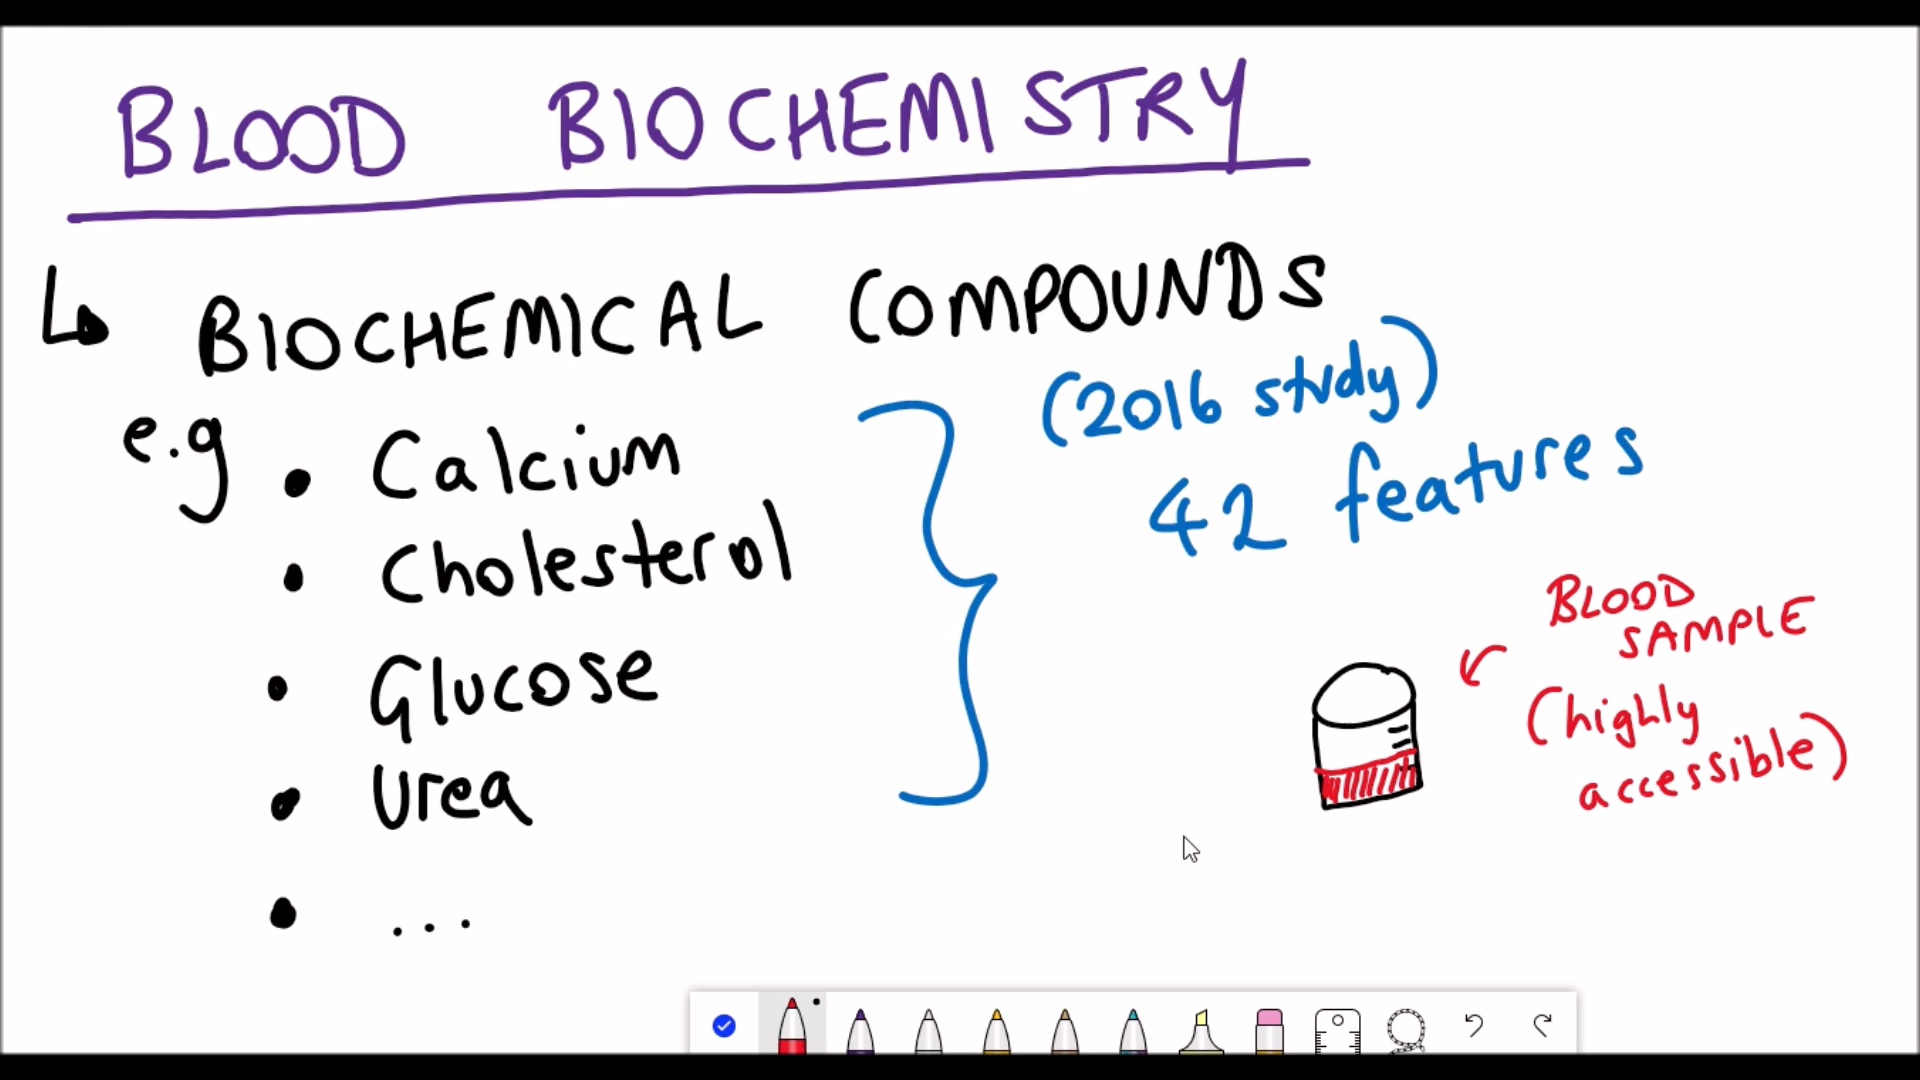 BLOOD BIOCHEMISTRY
BIOCHEMICAL COMPOUNDS
(2016 study)
42 features
e.g
• Calcium
• Cholesterol
• Glucose
• Urea
• ...
BLOOD
SAMPLE
(highly
accessible)